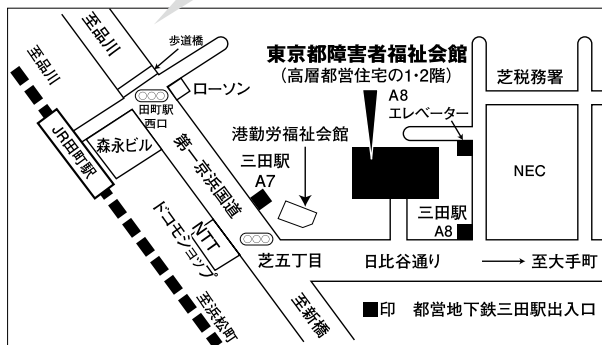 至品川
至品川
歩道橋
ローソン
田町駅
西口
JR田町駅
森永ビル
第一京浜国道
東京都障害者福祉会館
(高層都営住宅の1・2階)
A8
エレベーター
芝税務署
港勤労福祉会館
三田駅
A7
NEC
三田駅
A8
NTT
ドコモショップ
芝五丁目
日比谷通り
至大手町
至浜松町
至新橋
■印 都営地下鉄三田駅出入口